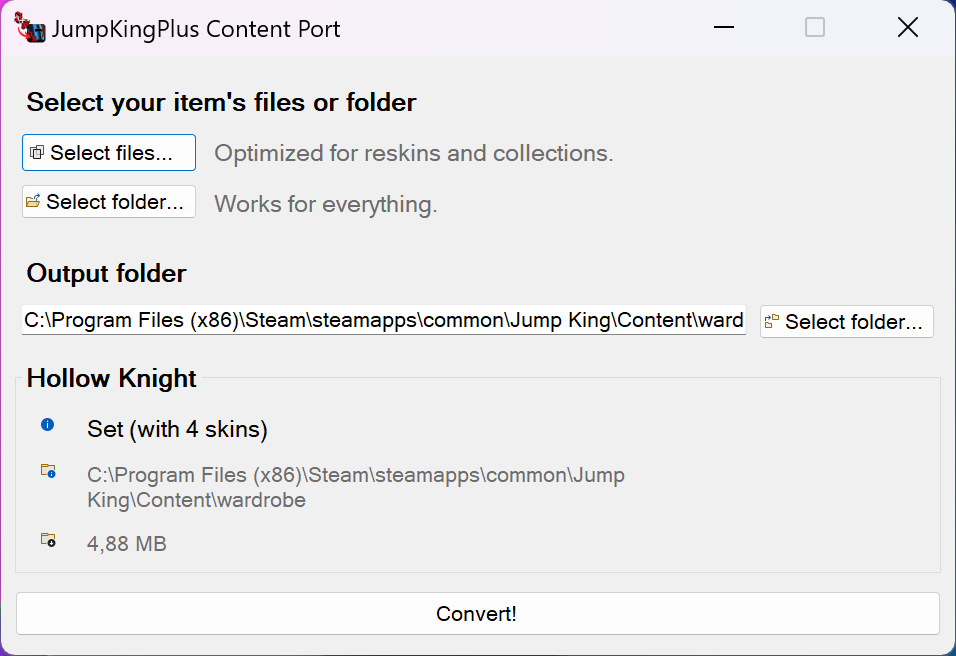 JumpKingPlus Content Port
Select your item's files or folder
Select files...
Optimized for reskins and collections.
Select folder...
Works for everything.
Output folder
C:\Program Files (x86)\Steam\steamapps\common\Jump King\Content\ward
Select folder...
Hollow Knight
Set (with 4 skins)
C:\Program Files (x86)\Steam\steamapps\common\Jump
King\Content\wardrobe
4,88 MB
Convert!